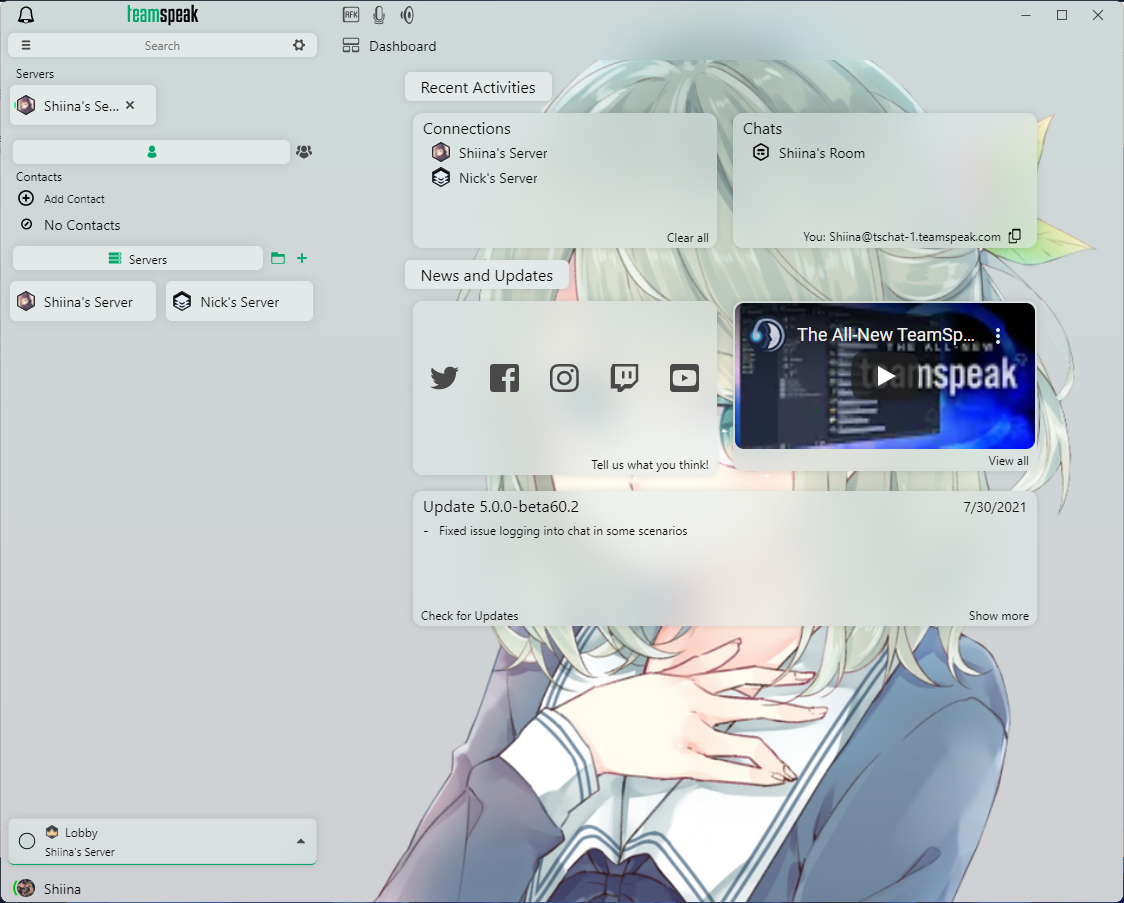 teamspeak
AFK
Search
Dashboard
Servers
Shiina's Se...
Contacts
Add Contact
No Contacts
Servers
Shiina's Server
Nick's Server
Recent Activities
Connections
Shiina's Server
Nick's Server
Clear all
Chats
Shiina's Room
You: Shiina@tschat-1.teamspeak.com
News and Updates
Tell us what you think!
The All-New TeamSp...
THE ALL-NEW
teamspeak
View all
Update 5.0.0-beta60.2
7/30/2021
- Fixed issue logging into chat in some scenarios
Check for Updates
Show more
Lobby
Shiina's Server
Shiina